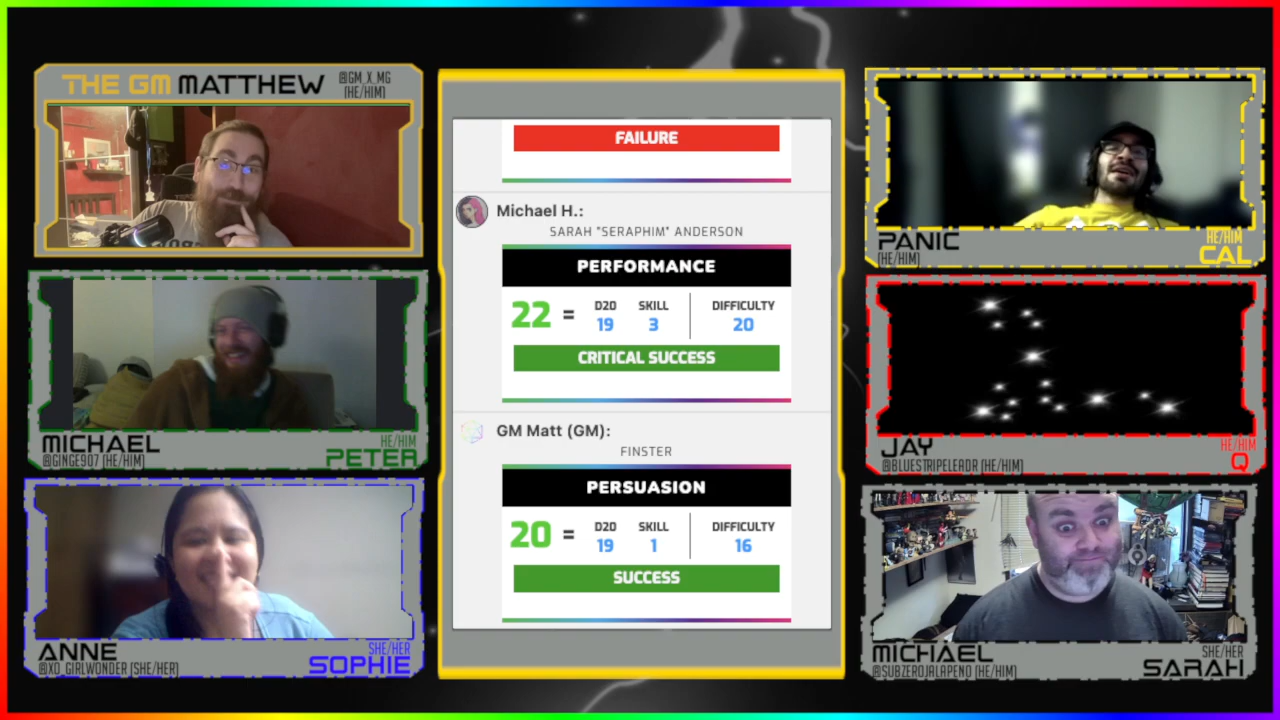 THE GM MATTHEW
@GM_X_MG
(HE/HIM)
MICHAEL
@GINGE907 (HE/HIM)
HE/HIM
PETER
ANNE
@XO_GIRLWONDER (SHE/HER)
SHE/HER
SOPHIE
FAILURE
Michael H.:
SARAH "SERAPHIM" ANDERSON
PERFORMANCE
22 = D20 SKILL DIFFICULTY
19 3 20
CRITICAL SUCCESS
GM Matt (GM):
FINSTER
PERSUASION
20 = D20 SKILL DIFFICULTY
19 1 16
SUCCESS
PANIC
(HE/HIM)
HE/HIM
CAL
JAY
@BLUESTRIPELEADR (HE/HIM)
HE/HIM
Q
MICHAEL
@SUBZEROJALAPENO (HE/HIM)
SHE/HER
SARAH